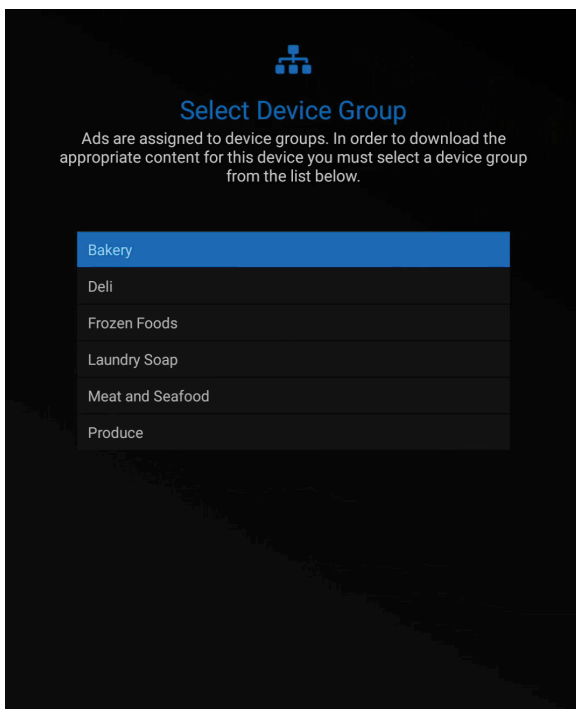 Select Device Group
Ads are assigned to device groups. In order to download the
appropriate content for this device you must select a device group
from the list below.
Bakery
Deli
Frozen Foods
Laundry Soap
Meat and Seafood
Produce